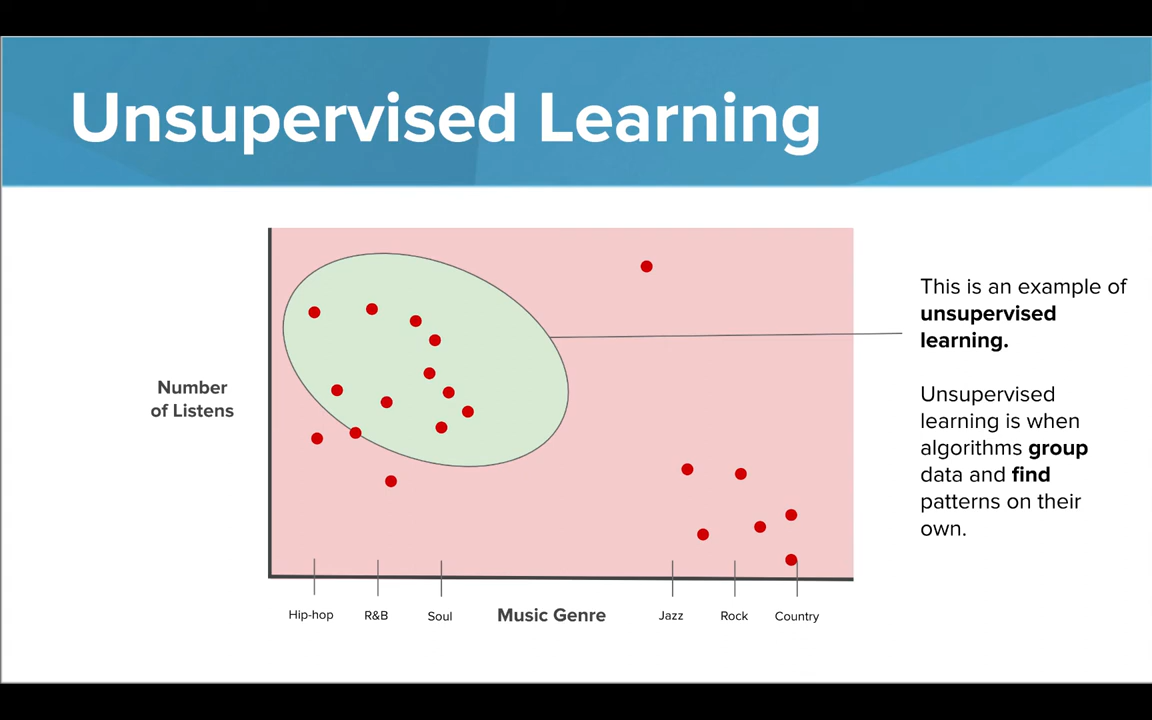 Unsupervised Learning
This is an example of
unsupervised
learning.
Unsupervised
learning is when
algorithms group
data and find
patterns on their
own.
Number
of Listens
Hip-hop
R&B
Soul
Music Genre
Jazz
Rock
Country